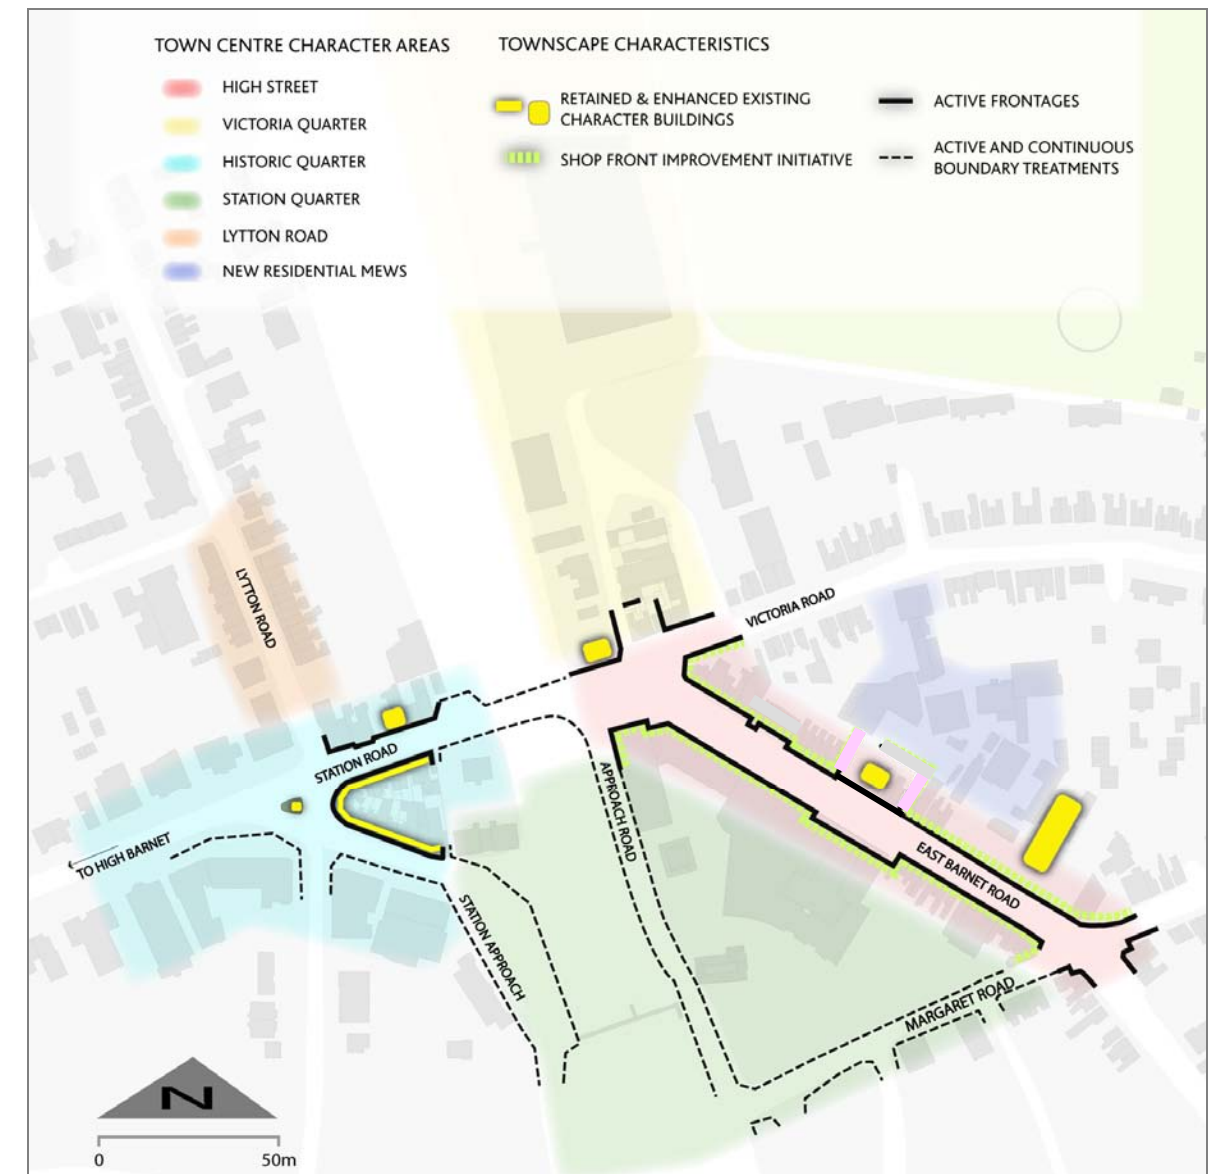 TOWN CENTRE CHARACTER AREAS
HIGH STREET
VICTORIA QUARTER
HISTORIC QUARTER
STATION QUARTER
LYTTON ROAD
NEW RESIDENTIAL MEWS
TOWNSCAPE CHARACTERISTICS
RETAINED & ENHANCED EXISTING
CHARACTER BUILDINGS
SHOP FRONT IMPROVEMENT INITIATIVE
ACTIVE FRONTAGES
ACTIVE AND CONTINUOUS
BOUNDARY TREATMENTS
LYTTON ROAD
VICTORIA ROAD
STATION ROAD
APPROACH ROAD
TO HIGH BARNET
EAST BARNET ROAD
STATION APPROACH
MARGARET ROAD
N
0 50m